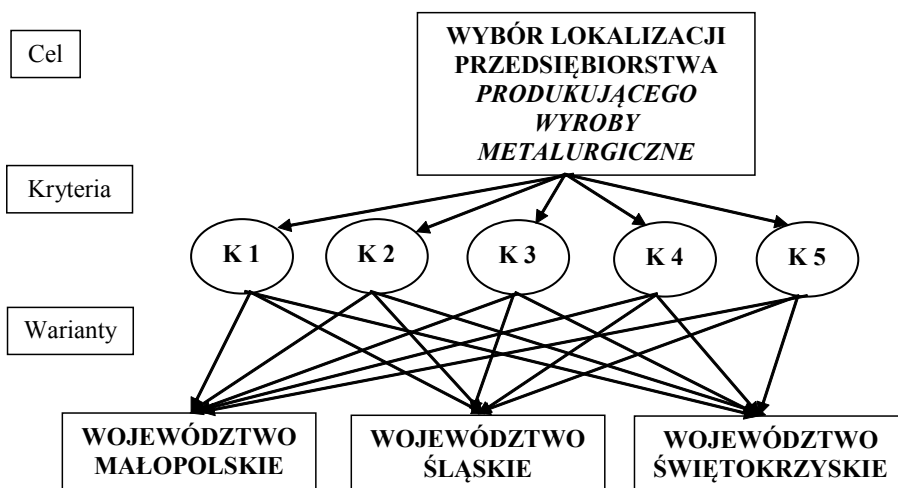 Cel
WYBÓR LOKALIZACJI
PRZEDSIĘBIORSTWA
PRODUKUJĄCEGO
WYROBY
METALURGICZNE
Kryteria
K 1
K 2
K 3
K 4
K 5
Warianty
WOJEWÓDZTWO
MAŁOPOLSKIE
WOJEWÓDZTWO
ŚLĄSKIE
WOJEWÓDZTWO
ŚWIĘTOKRZYSKIE